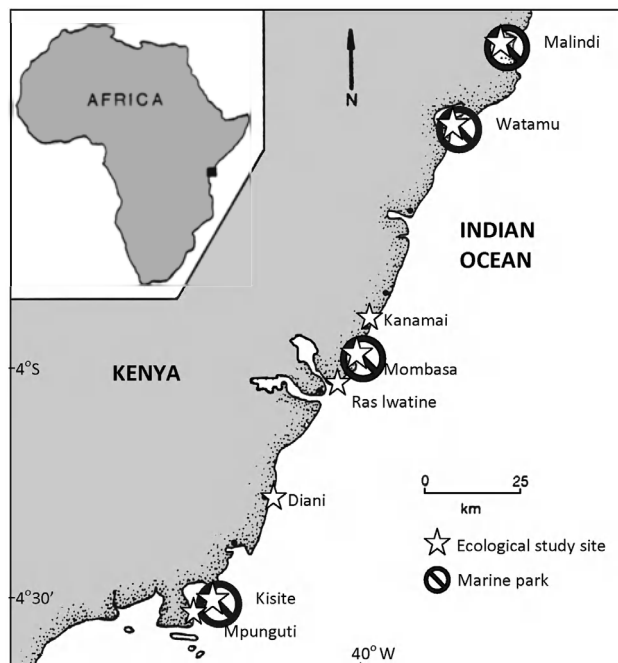 AFRICA
N
Malindi
Watamu
INDIAN
OCEAN
Kanamai
4°S
KENYA
Mombasa
Ras Iwatine
0 25
km
Diani
Ecological study site
Marine park
4°30'
Kisite
Mpunguti
40°W